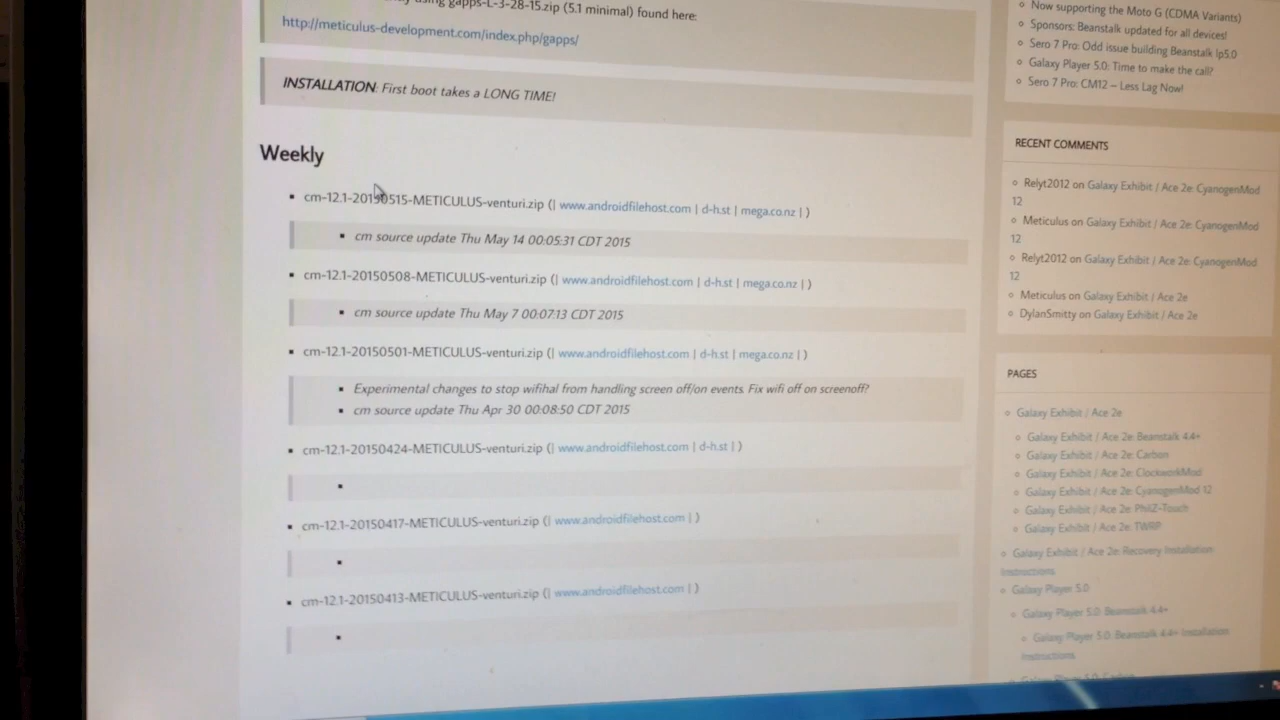 using gapps-L-3-28-15.zip (5.1 minimal) found here:
http://meticulus-development.com/index.php/gapps/
INSTALLATION: First boot takes a LONG TIME!
Weekly
cm-12.1-20150515-METICULUS-venturi.zip (| www.androidfilehost.com | d-h.st | mega.co.nz | )
cm source update Thu May 14 00:05:31 CDT 2015
cm-12.1-20150508-METICULUS-venturi.zip (| www.androidfilehost.com | d-h.st | mega.co.nz | )
cm source update Thu May 7 00:07:13 CDT 2015
cm-12.1-20150501-METICULUS-venturi.zip (| www.androidfilehost.com | d-h.st | mega.co.nz | )
Experimental changes to stop wifihal from handling screen off/on events. Fix wifi off on screenoff?
cm source update Thu Apr 30 00:08:50 CDT 2015
cm-12.1-20150424-METICULUS-venturi.zip (| www.androidfilehost.com | d-h.st | )
cm-12.1-20150417-METICULUS-venturi.zip (| www.androidfilehost.com | )
cm-12.1-20150413-METICULUS-venturi.zip (| www.androidfilehost.com | )
Now supporting the Moto G (CDMA Variants)
Sponsors: Beanstalk updated for all devices!
Sero 7 Pro: Odd issue building Beanstalk lp5.0
Galaxy Player 5.0: Time to make the call?
Sero 7 Pro: CM12 – Less Lag Now!
RECENT COMMENTS
Relyt2012 on Galaxy Exhibit / Ace 2e: CyanogenMod
12
Meticulus on Galaxy Exhibit / Ace 2e: CyanogenMod
12
Relyt2012 on Galaxy Exhibit / Ace 2e: CyanogenMod
12
Meticulus on Galaxy Exhibit / Ace 2e
DylanSmitty on Galaxy Exhibit / Ace 2e
PAGES
Galaxy Exhibit / Ace 2e
Galaxy Exhibit / Ace 2e: Beanstalk 4.4+
Galaxy Exhibit / Ace 2e: Carbon
Galaxy Exhibit / Ace 2e: ClockworkMod
Galaxy Exhibit / Ace 2e: CyanogenMod 12
Galaxy Exhibit / Ace 2e: PhilZ-Touch
Galaxy Exhibit / Ace 2e: TWRP
Galaxy Exhibit / Ace 2e: Recovery Installation
Instructions
Galaxy Player 5.0
Galaxy Player 5.0: Beanstalk 4.4+
Galaxy Player 5.0: Beanstalk 4.4+ Installation
Instructions